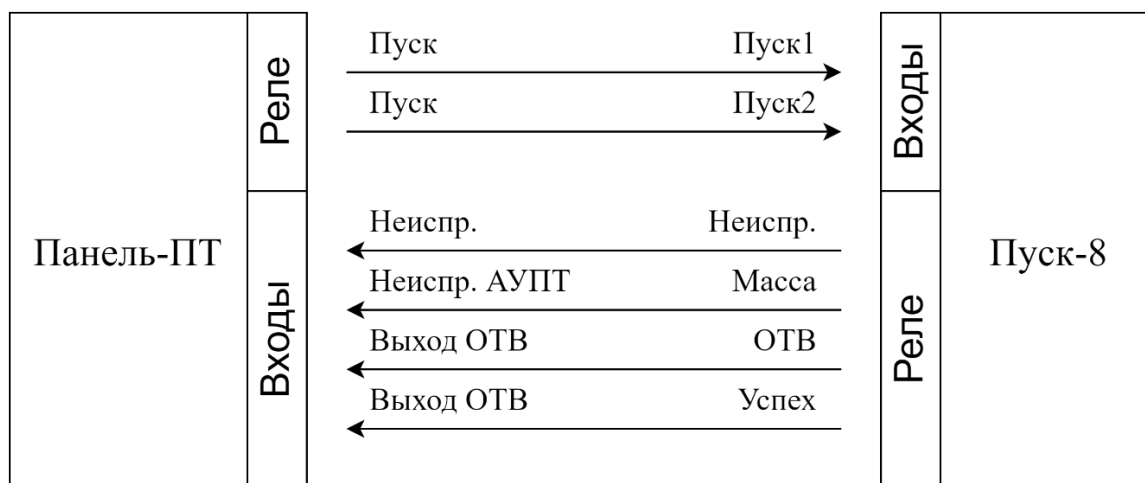 Панель-ПТ
Реле
Входы
Пуск Пуск1
Пуск Пуск2
Неиспр. Неиспр.
Неиспр. АУПТ Масса
Выход ОТВ ОТВ
Выход ОТВ Успех
Входы
Реле
Пуск-8